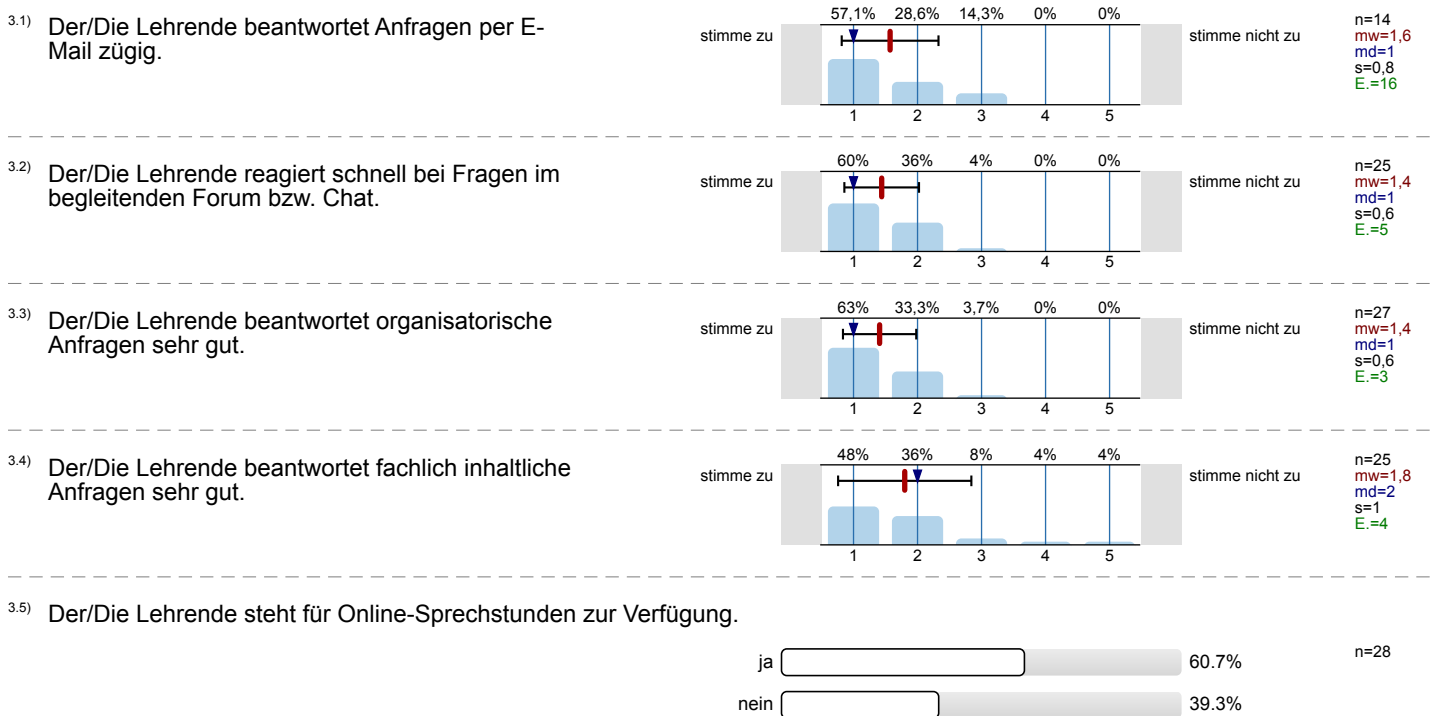 3.1) Der/Die Lehrende beantwortet Anfragen per E-
Mail zügig.
57,1% 28,6% 14,3% 0% 0%
stimme zu
stimme nicht zu
1 2 3 4 5
n=14
mw=1,6
md=1
s=0,8
E.=16
3.2) Der/Die Lehrende reagiert schnell bei Fragen im
begleitenden Forum bzw. Chat.
60% 36% 4% 0% 0%
stimme zu
stimme nicht zu
1 2 3 4 5
n=25
mw=1,4
md=1
s=0,6
E.=5
3.3) Der/Die Lehrende beantwortet organisatorische
Anfragen sehr gut.
63% 33,3% 3,7% 0% 0%
stimme zu
stimme nicht zu
1 2 3 4 5
n=27
mw=1,4
md=1
s=0,6
E.=3
3.4) Der/Die Lehrende beantwortet fachlich inhaltliche
Anfragen sehr gut.
48% 36% 8% 4% 4%
stimme zu
stimme nicht zu
1 2 3 4 5
n=25
mw=1,8
md=2
s=1
E.=4
3.5) Der/Die Lehrende steht für Online-Sprechstunden zur Verfügung.
ja 60.7%
n=28
nein 39.3%